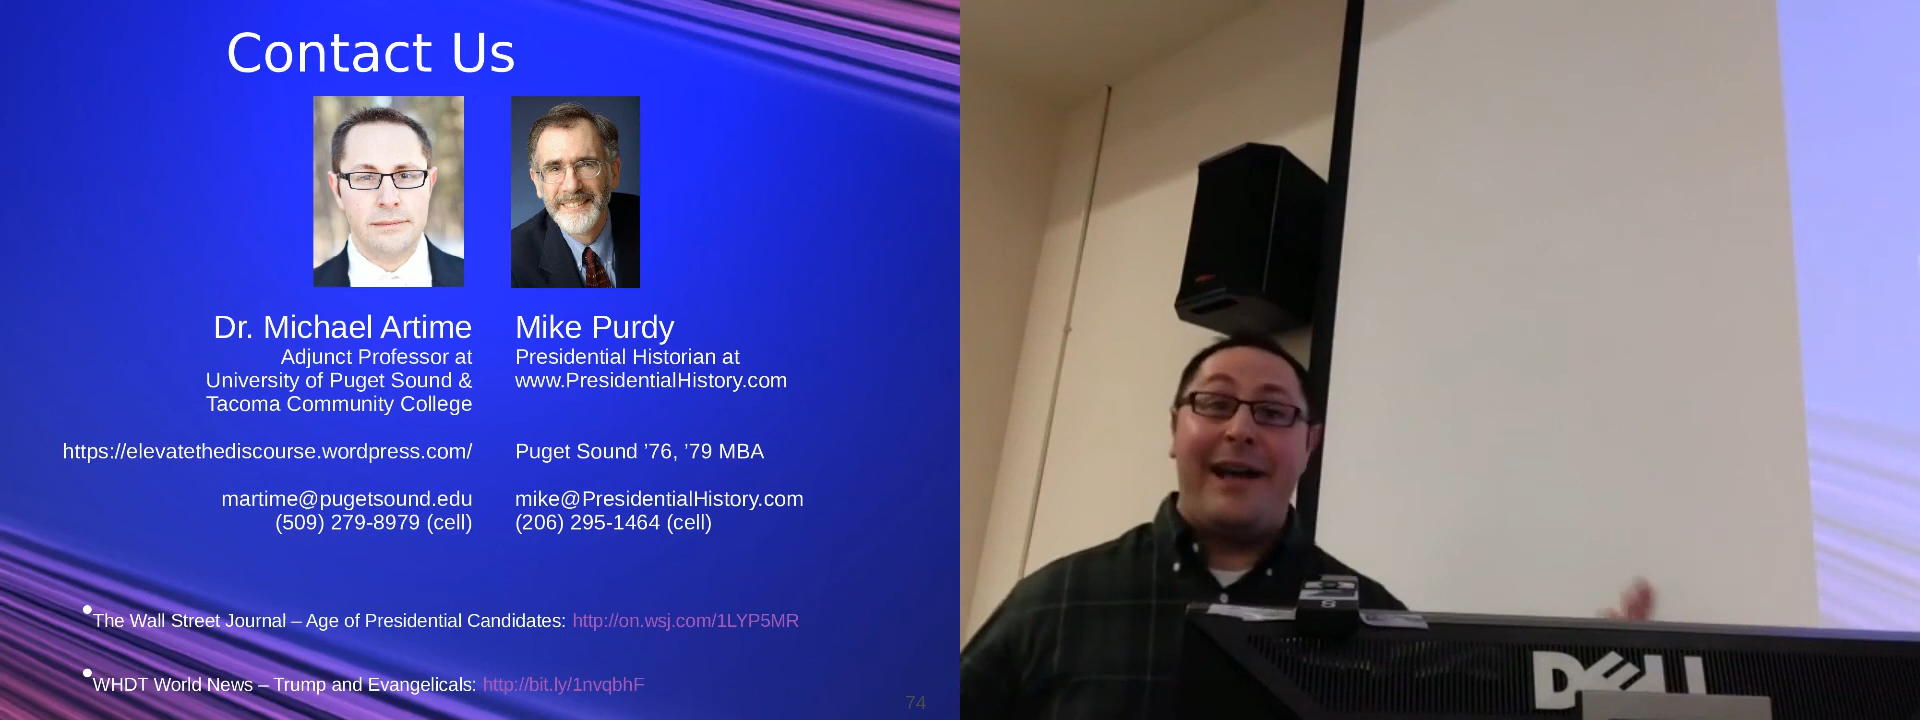 Contact Us
Dr. Michael Artime
Adjunct Professor at
University of Puget Sound &
Tacoma Community College
https://elevatethediscourse.wordpress.com/
martime@pugetsound.edu
(509) 279-8979 (cell)
Mike Purdy
Presidential Historian at
www.PresidentialHistory.com
Puget Sound ’76, ’79 MBA
mike@PresidentialHistory.com
(206) 295-1464 (cell)
•The Wall Street Journal – Age of Presidential Candidates: http://on.wsj.com/1LYP5MR
•WHDT World News – Trump and Evangelicals: http://bit.ly/1nvqbhF
74
DELL